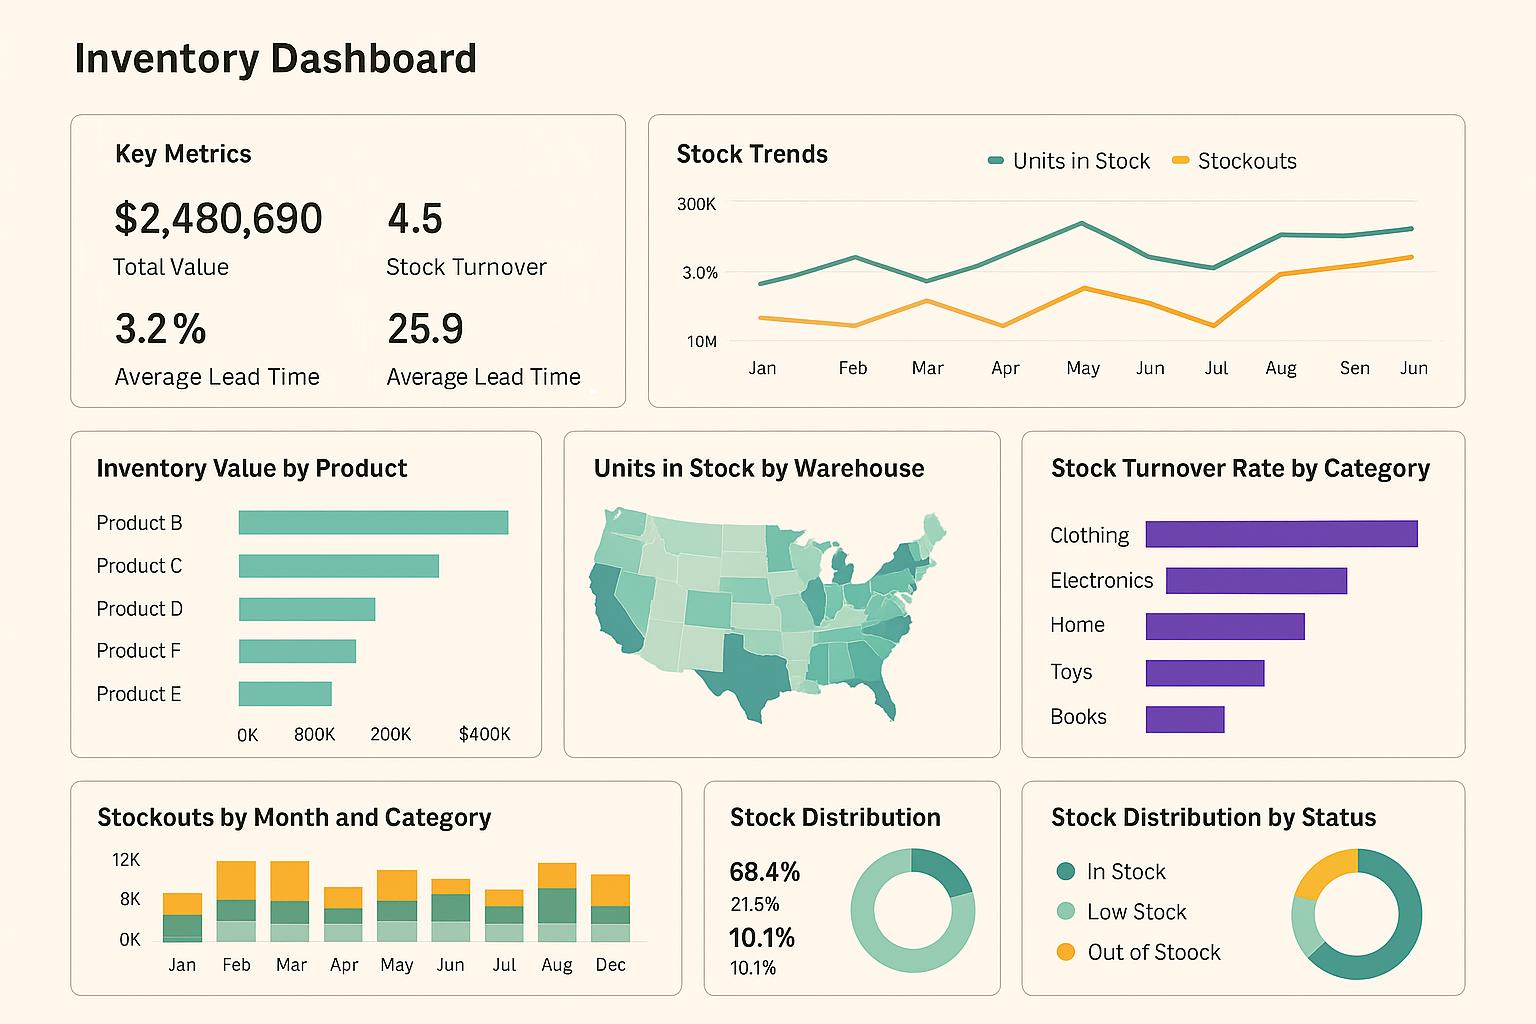 Inventory Dashboard
Key Metrics
$2,480,690
4.5
Total Value
Stock Turnover
3.2%
25.9
Average Lead Time
Average Lead Time
Stock Trends
Units in Stock
Stockouts
300K
3.0%
10M
Jan Feb Mar Apr May Jun Jul Aug Sen Jun
Inventory Value by Product
Product B
Product C
Product D
Product F
Product E
0K 800K 200K $400K
Units in Stock by Warehouse
Stock Turnover Rate by Category
Clothing
Electronics
Home
Toys
Books
Stockouts by Month and Category
12K
8K
0K
Jan Feb Mar Apr May Jun Jul Aug Dec
Stock Distribution
68.4%
21.5%
10.1%
10.1%
Stock Distribution by Status
In Stock
Low Stock
Out of Stoock